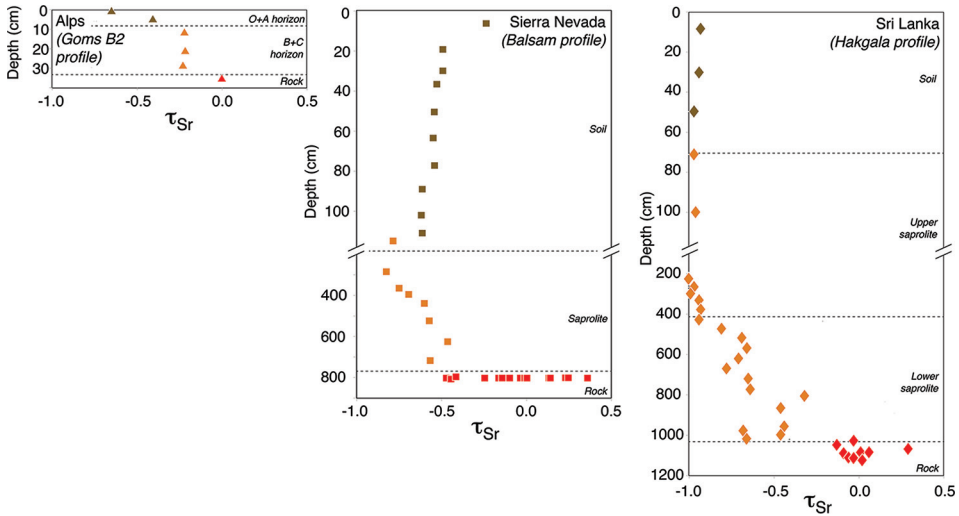 Alps
(Goms B2
profile)
O+A horizon
B+C
horizon
Rock
Depth (cm)
0
10
20
30
-1.0
-0.5
0.0
0.5
τSr
Sierra Nevada
(Balsam profile)
Soil
Saprolite
Rock
Depth (cm)
0
20
40
60
80
100
400
600
800
-1.0
-0.5
0.0
0.5
τSr
Sri Lanka
(Hakgala profile)
Soil
Upper
saprolite
Lower
saprolite
Rock
Depth (cm)
0
20
40
60
80
100
200
400
600
800
1000
1200
-1.0
-0.5
0.0
0.5
τSr